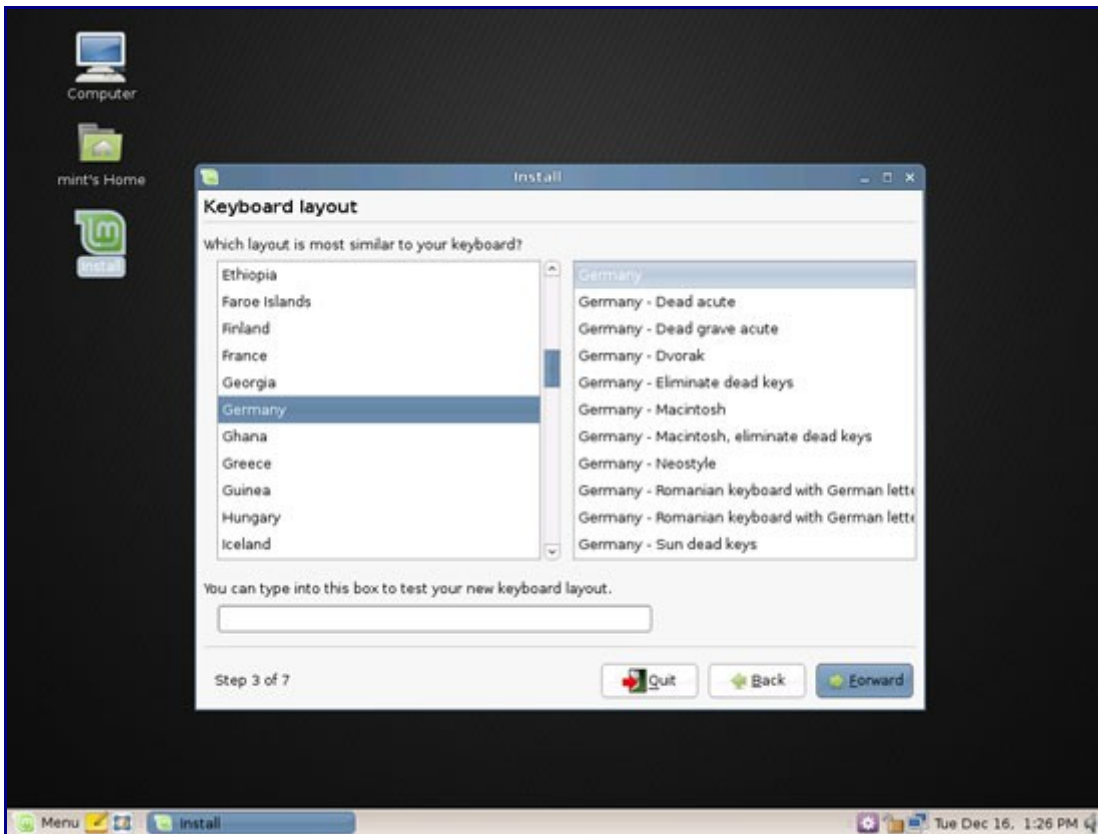 Computer
mint's Home
Install
Install
Keyboard layout
Which layout is most similar to your keyboard?
Ethiopia
Faroe Islands
Finland
France
Georgia
Germany
Ghana
Greece
Guinea
Hungary
Iceland
Germany
Germany - Dead acute
Germany - Dead grave acute
Germany - Dvorak
Germany - Eliminate dead keys
Germany - Macintosh
Germany - Macintosh, eliminate dead keys
Germany - Neostyle
Germany - Romanian keyboard with German lette
Germany - Romanian keyboard with German lette
Germany - Sun dead keys
You can type into this box to test your new keyboard layout.
Step 3 of 7
Quit
Back
Forward
Menu
Install
Tue Dec 16, 1:26 PM